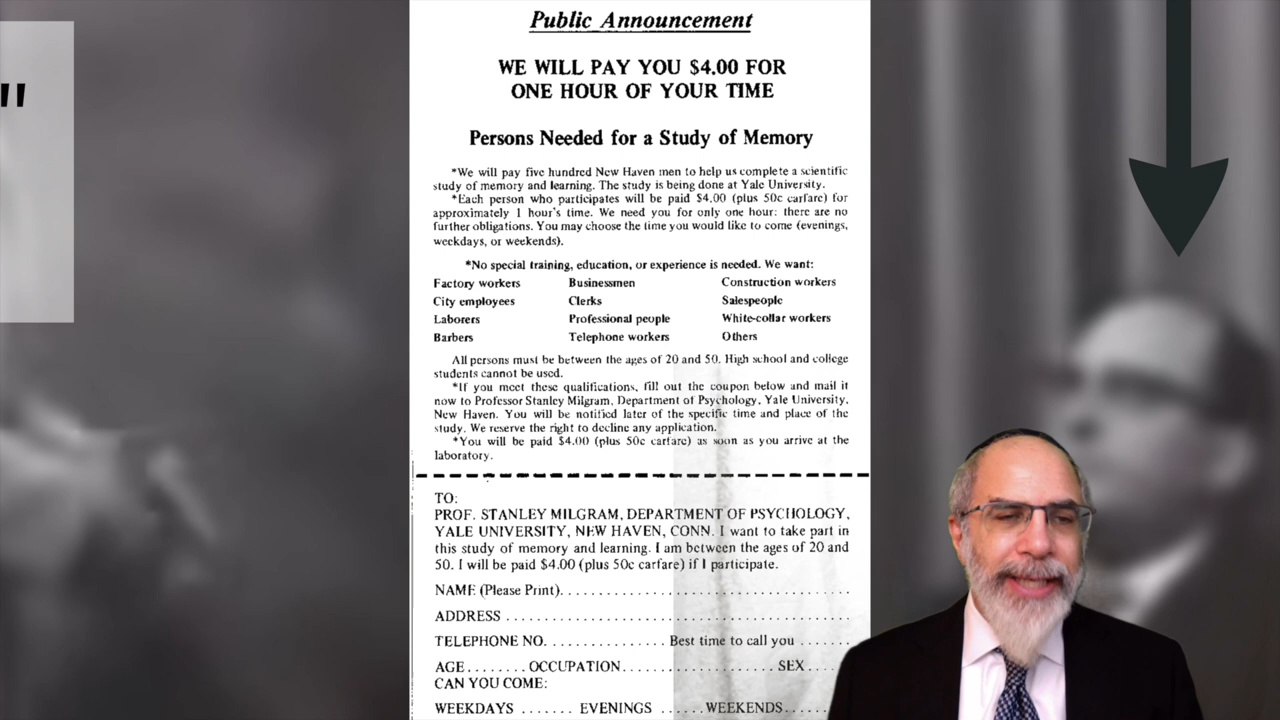 "
Public Announcement
WE WILL PAY YOU $4.00 FOR
ONE HOUR OF YOUR TIME
Persons Needed for a Study of Memory
*We will pay five hundred New Haven men to help us complete a scientific
study of memory and learning. The study is being done at Yale University.
*Each person who participates will be paid $4.00 (plus 50c carfare) for
approximately 1 hour's time. We need you for only one hour: there are no
further obligations. You may choose the time you would like to come (evenings,
weekdays, or weekends).
*No special training, education, or experience is needed. We want:
Factory workers Businessmen Construction workers
City employees Clerks Salespeople
Laborers Professional people White-collar workers
Barbers Telephone workers Others
All persons must be between the ages of 20 and 50. High school and college
students cannot be used.
*If you meet these qualifications, fill out the coupon below and mail it
now to Professor Stanley Milgram, Department of Psychology, Yale University,
New Haven. You will be notified later of the specific time and place of the
study. We reserve the right to decline any application.
*You will be paid $4.00 (plus 50c carfare) as soon as you arrive at the
laboratory.
TO:
PROF. STANLEY MILGRAM, DEPARTMENT OF PSYCHOLOGY,
YALE UNIVERSITY, NEW HAVEN, CONN. I want to take part in
this study of memory and learning. I am between the ages of 20 and
50. I will be paid $4.00 (plus 50c carfare) if I participate.
NAME (Please Print). . . . . . . . . . . . . . . . . . . . . . . . . . . . . . . . . . . .
ADDRESS . . . . . . . . . . . . . . . . . . . . . . . . . . . . . . . . . . . . . . . . . . .
TELEPHONE NO. . . . . . . . . . . . . . . . Best time to call you . . . . . . .
AGE . . . . . . . OCCUPATION. . . . . . . . . . . . . . . . . . . SEX . . . . . . .
CAN YOU COME:
WEEKDAYS . . . . . . . EVENINGS . . . . . . WEEKENDS. . . . . .